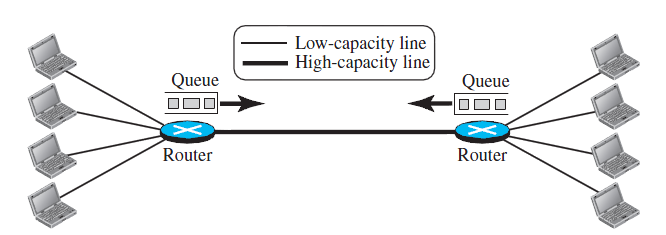 Low-capacity line
High-capacity line
Queue
Queue
Router
Router